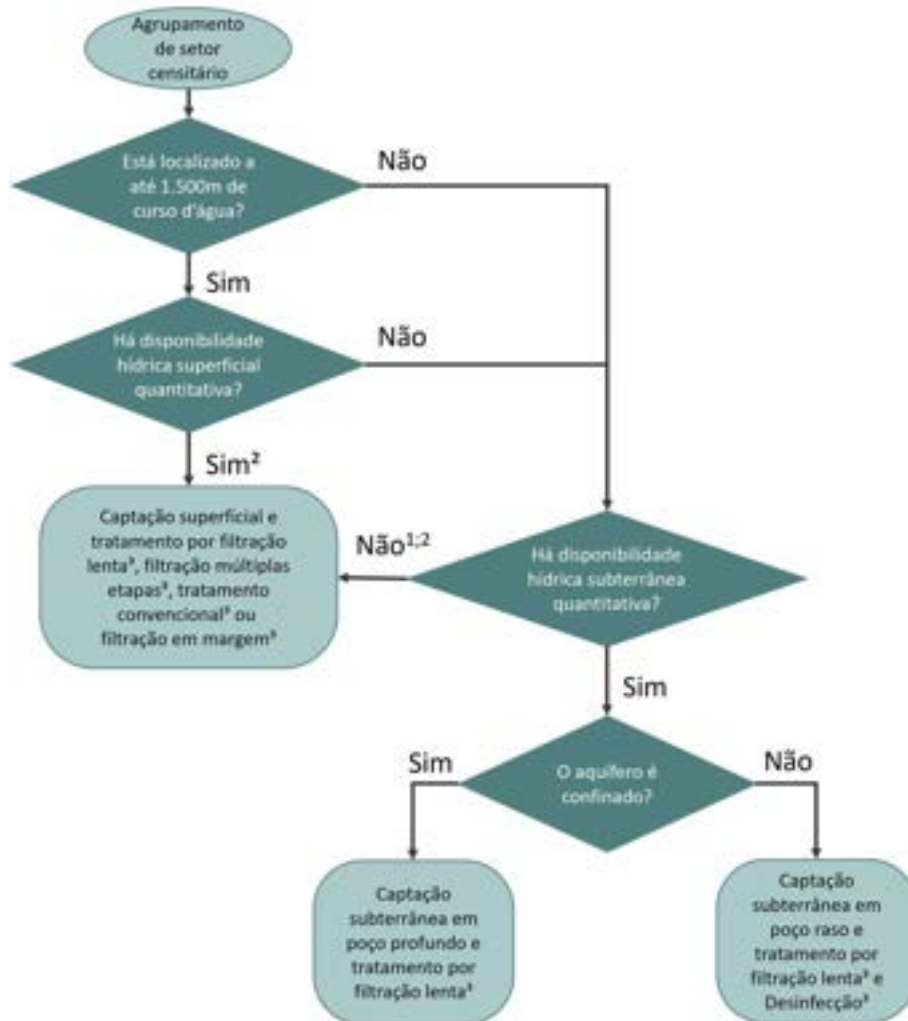 Agrupamento
de setor
censitário
Está localizado a
até 1.500m de
curso d'água?
Não
Sim
Há disponibilidade
hídrica superficial
quantitativa?
Não
Sim²
Captação superficial e
tratamento por filtração
lenta³, filtração múltiplas
etapas³, tratamento
convencional³ ou
filtração em margem³
Não¹;²
Há disponibilidade
hídrica subterrânea
quantitativa?
Sim
O aquífero é
confinado?
Sim
Não
Captação
subterrânea em
poço profundo e
tratamento por
filtração lenta³
Captação
subterrânea em
poço raso e
tratamento por
filtração lenta³ e
Desinfecção³